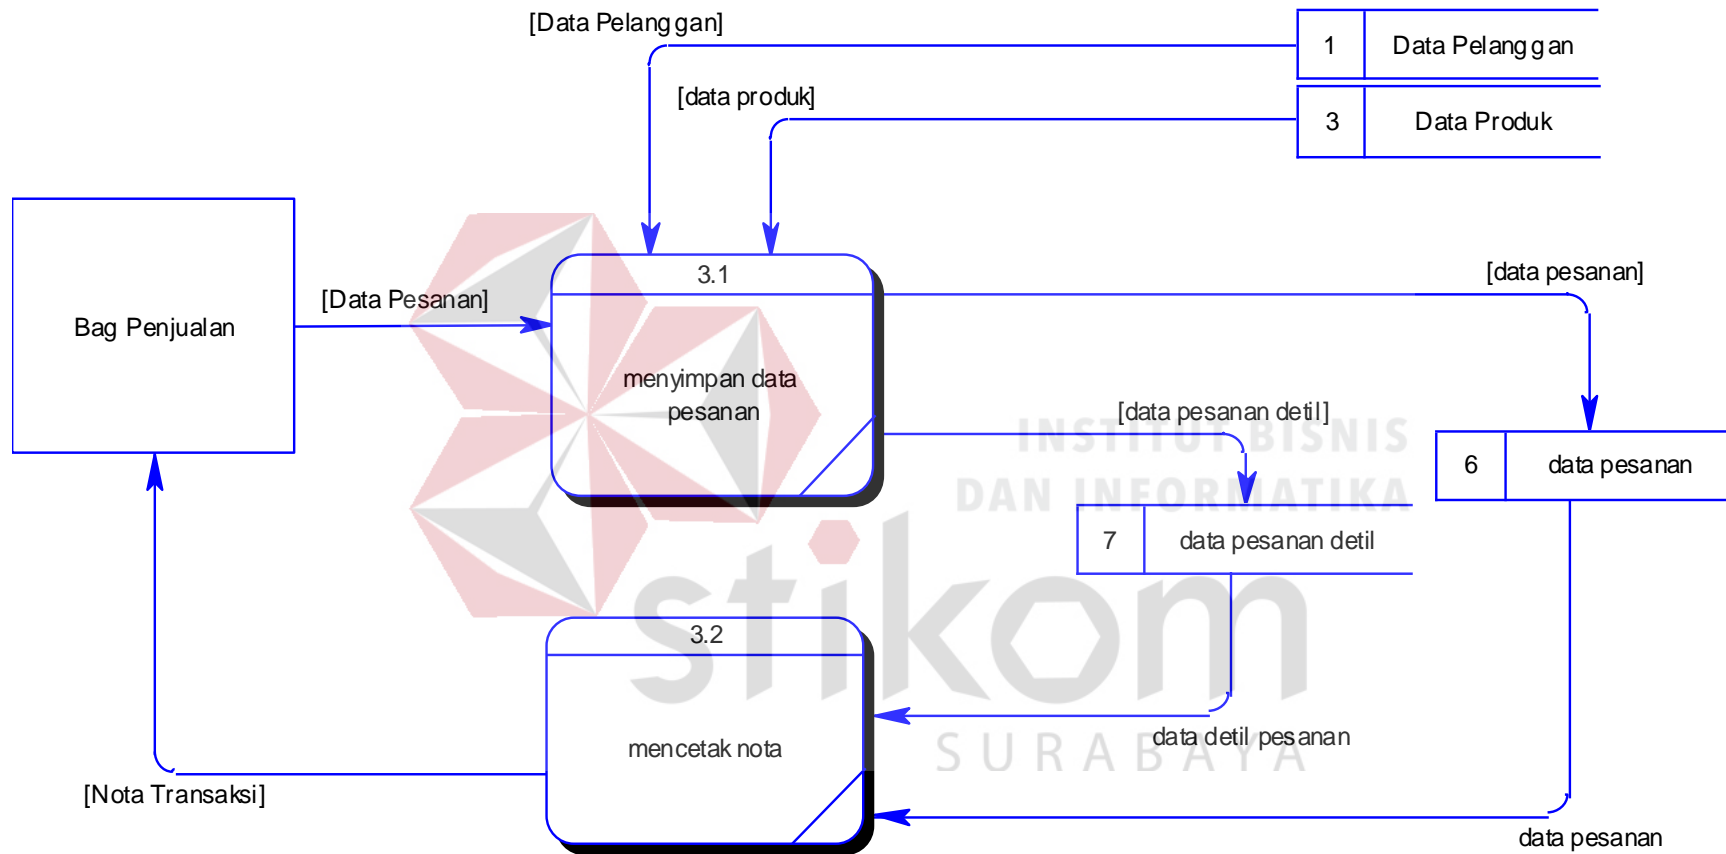 [Data Pelanggan]
1 Data Pelanggan
[data produk]
3 Data Produk
3.1
[data pesanan]
[Data Pesanan]
Bag Penjualan
menyimpan data
pesanan
[data pesanan detil]
INSTITUT BISNIS
6 data pesanan
DAN INFORMATIKA
7 data pesanan detil
stikom
3.2
data detil pesanan
mencetak nota
SURABAYA
[Nota Transaksi]
data pesanan